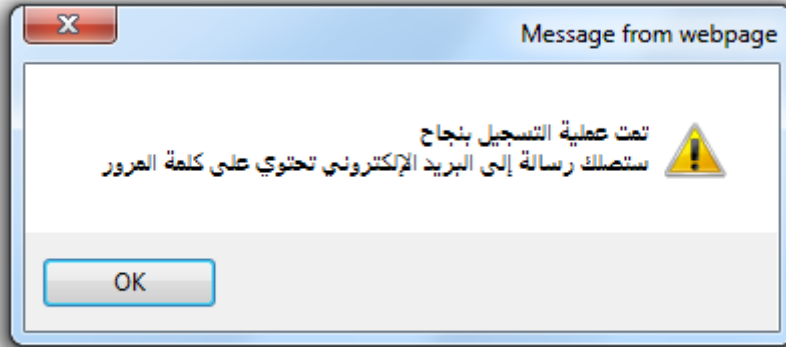 Message from webpage
تمت عملية التسجيل بنجاح
ستصلك رسالة إلى البريد الإلكتروني تحتوي على كلمة المرور
OK